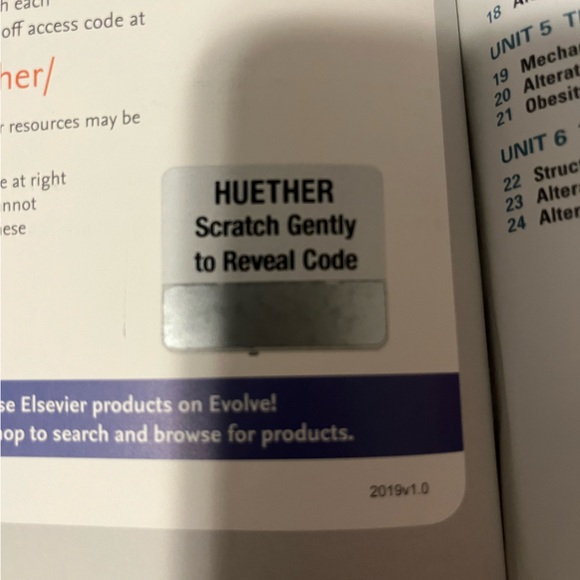 each
off access code at
her/
resources may be
e at right
nnot
ese
HUETHER
Scratch Gently
to Reveal Code
se Elsevier products on Evolve!
op to search and browse for products.
2019v1.0
18
UNIT 5
19 Mecha
20 Alterat
21 Obesit
UNIT 6
22 Struc
23 Alter
24 Alter